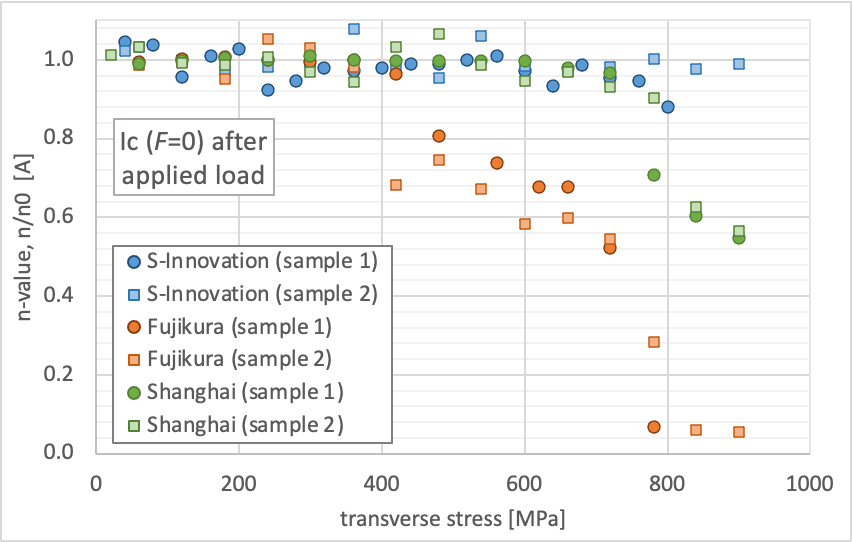 1.0
0.8
0.6
0.4
0.2
0.0
n-value, n/n0 [A]
Ic (F=0) after
applied load
S-Innovation (sample 1)
S-Innovation (sample 2)
Fujikura (sample 1)
Fujikura (sample 2)
Shanghai (sample 1)
Shanghai (sample 2)
0 200 400 600 800 1000
transverse stress [MPa]